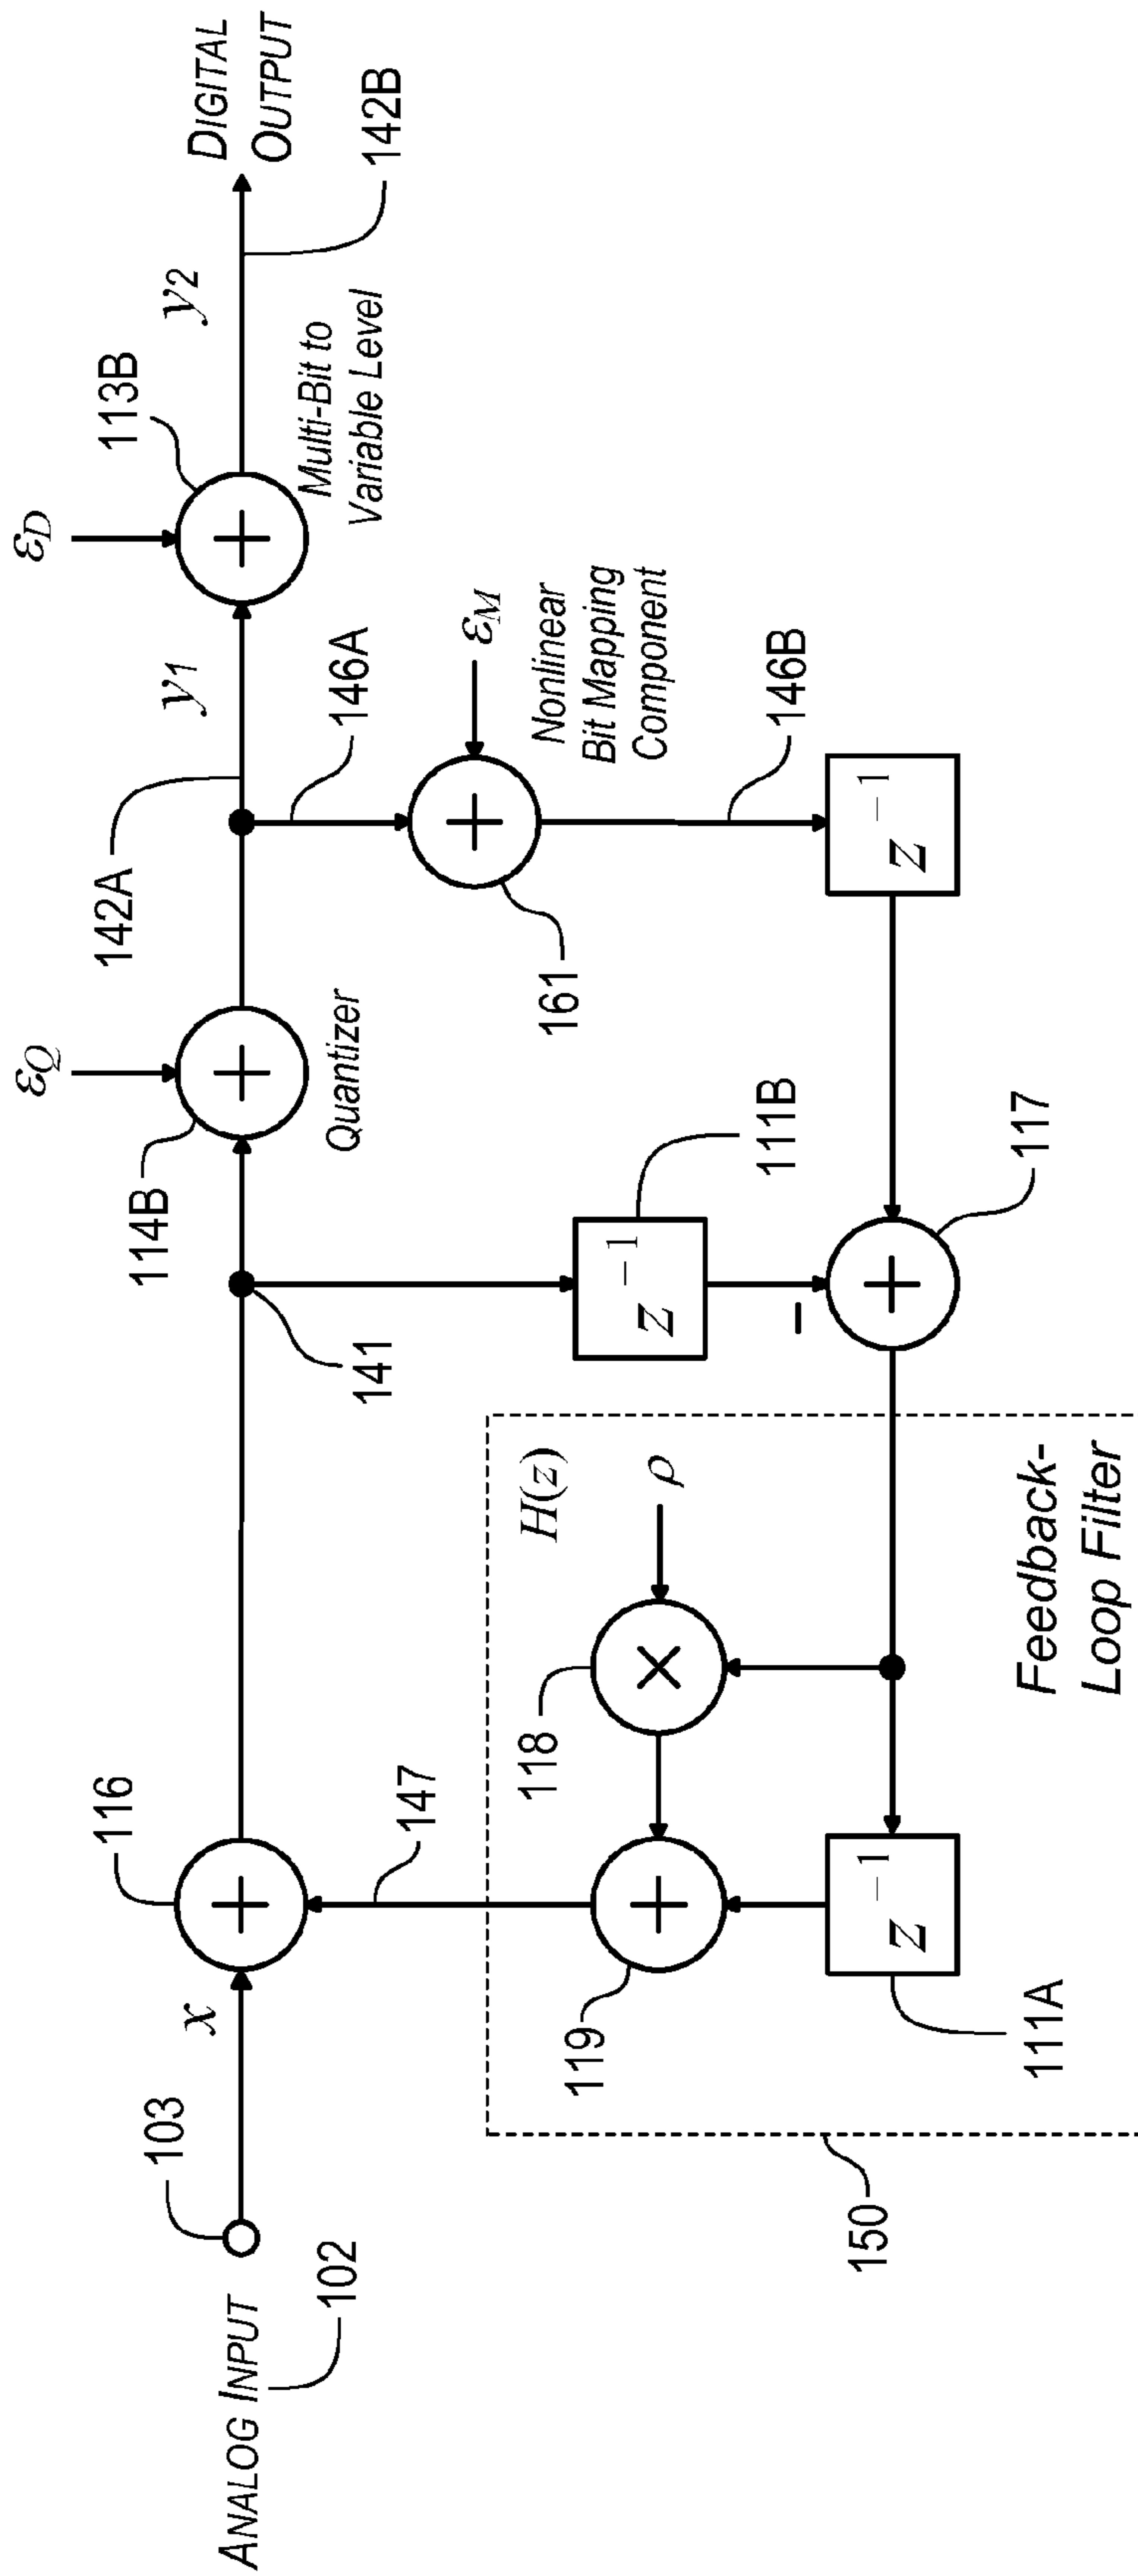 ANALOG INPUT
102
103
x
116
147
141
114B
εQ
Quantizer
142A
y1
εD
113B
Multi-Bit to
Variable Level
y2
142B
DIGITAL
OUTPUT
146A
εM
161
Nonlinear
Bit Mapping
Component
146B
z −1
111B
z −1
-
117
H(z)
ρ
118
119
z −1
111A
150
Feedback-
Loop Filter